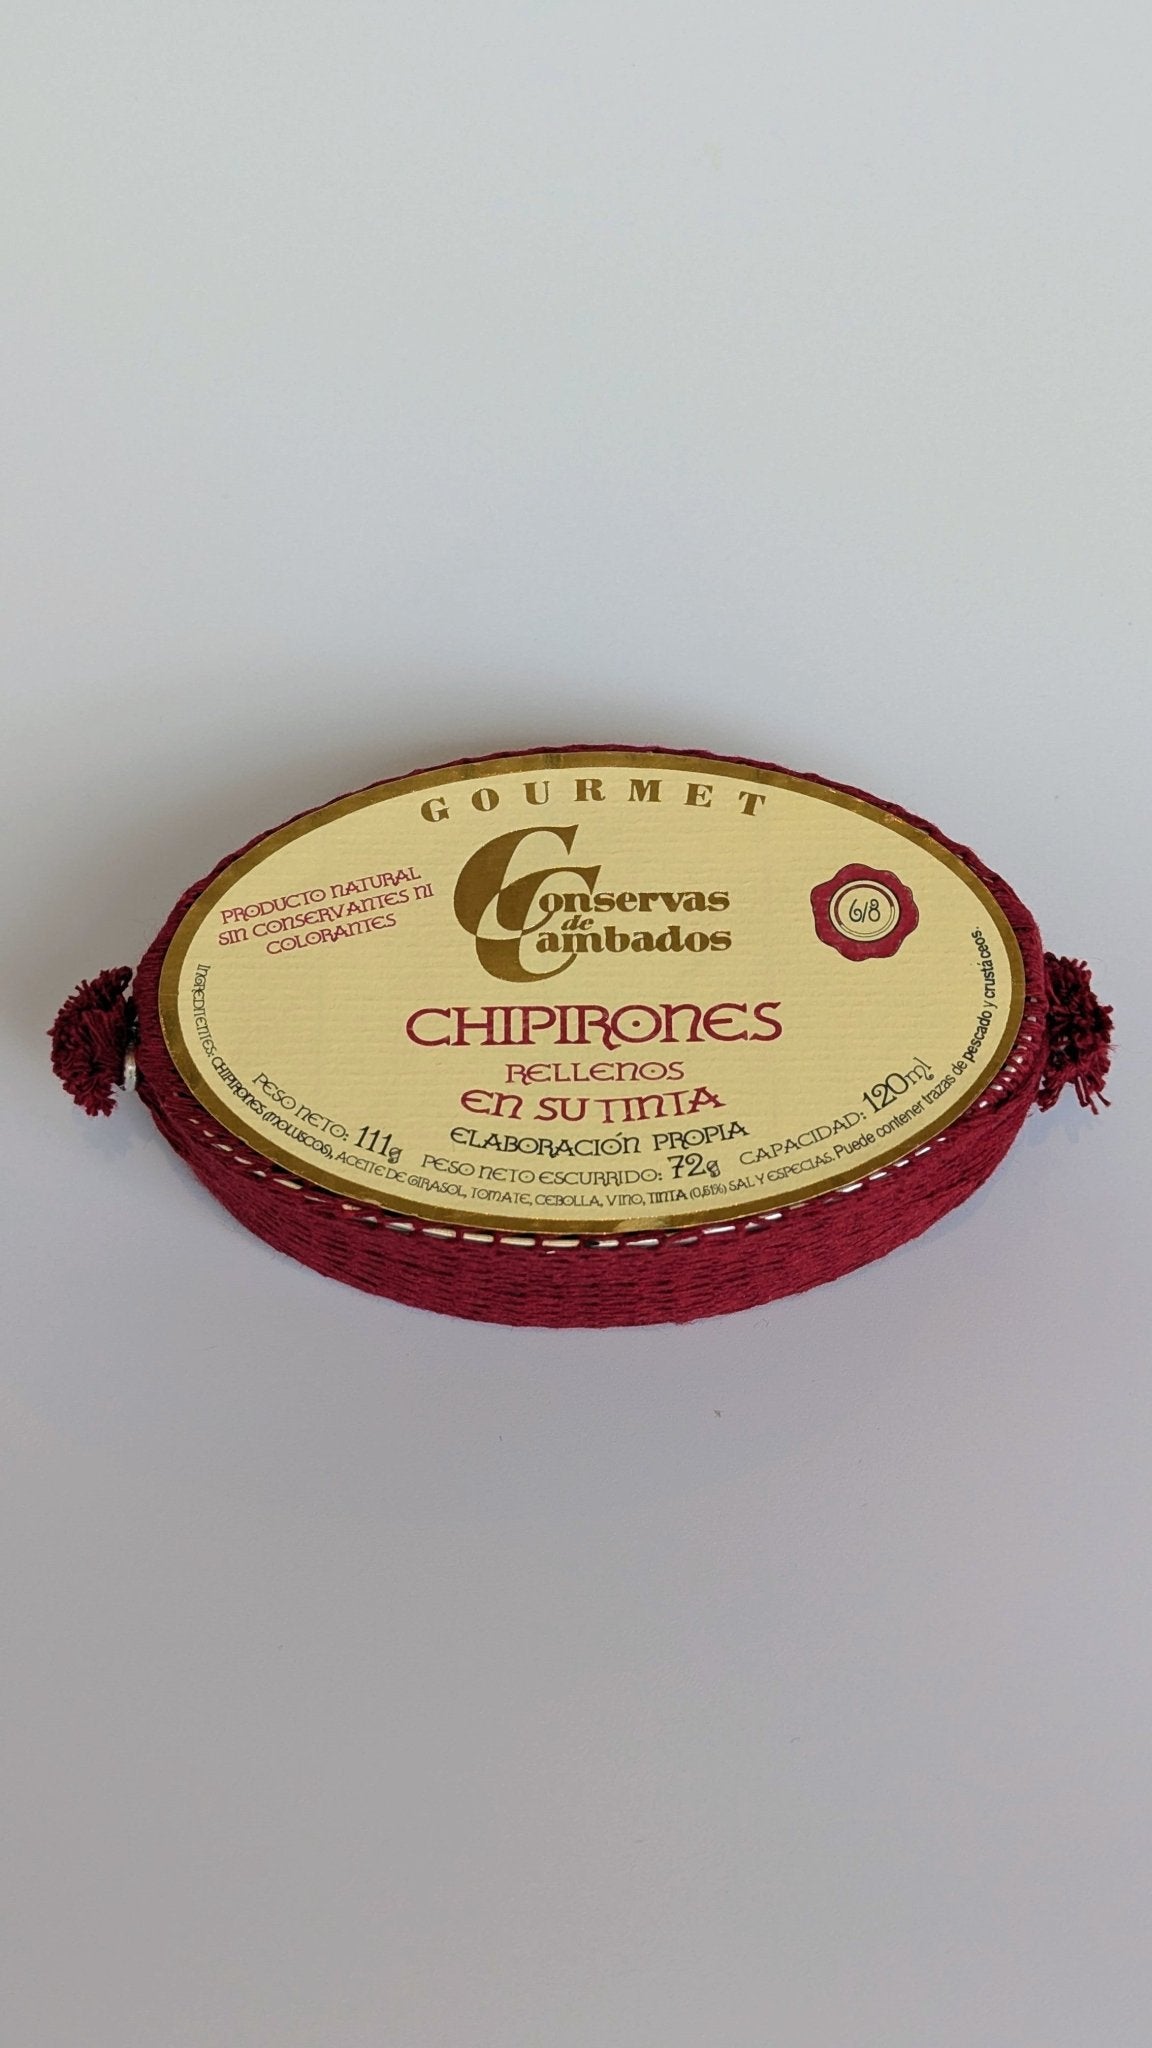 GOURMET
Conservas
de
Cambados
PRODUCTO NATURAL
SIN CONSERVANTES NI
COLORANTES
6/8
CHIPIRONES
RELLENOS
EN SU TINTA
ELABORACIÓN PROPIA
PESO NETO: 111g
PESO NETO ESCURRIDO: 72g
CAPACIDAD: 120ml
INGREDIENTES: CHIPIRONES (MOLUSCOS), ACEITE DE GIRASOL, TOMATE, CEBOLLA, VINO, TINTA (0,51%) SAL Y ESPECIAS. Puede contener trazas de pescado y crustáceos.